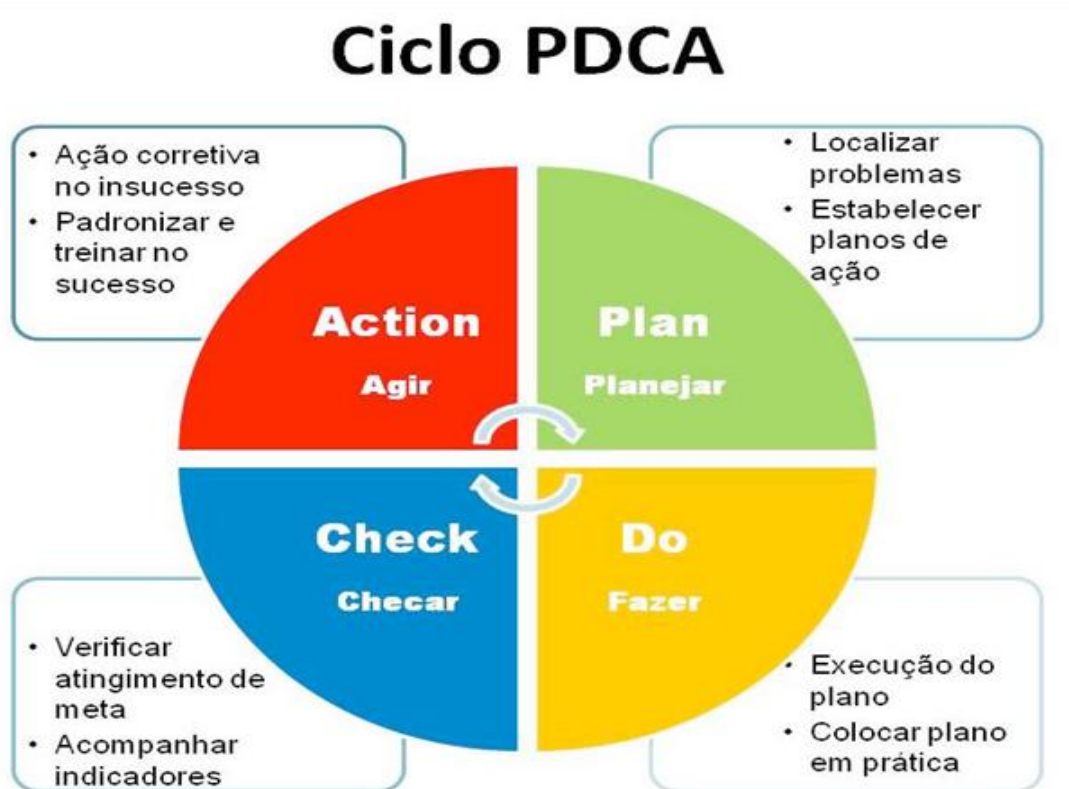 Ciclo PDCA
• Ação corretiva
no insucesso
• Padronizar e
treinar no
sucesso
• Localizar
problemas
• Estabelecer
planos de
ação
Action
Agir
Plan
Planejar
Check
Checar
Do
Fazer
• Verificar
atingimento de
meta
• Acompanhar
indicadores
• Execução do
plano
• Colocar plano
em prática